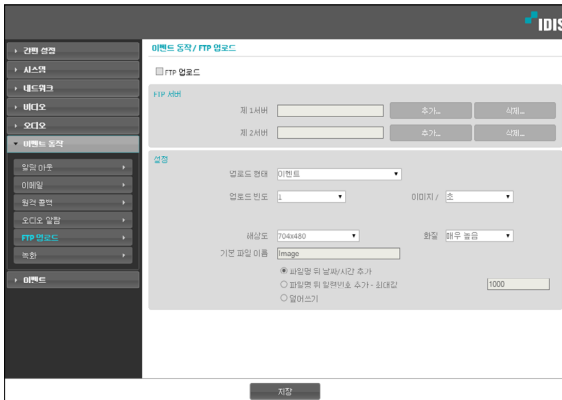 IDIS
간편 설정
시스템
네트워크
비디오
오디오
이벤트 동작
알람 아웃
이메일
원격 콜백
오디오 알람
FTP 업로드
녹화
이벤트
이벤트 동작 / FTP 업로드
FTP 업로드
FTP 서버
제 1서버 추가... 삭제...
제 2서버 추가... 삭제...
설정
업로드 형태 이벤트
업로드 빈도 1 이미지 / 초
해상도 704x480 화질 매우 높음
기본 파일 이름 Image
파일명 뒤 날짜/시간 추가
파일명 뒤 일련번호 추가 - 최대값 1000
덮어쓰기
저장